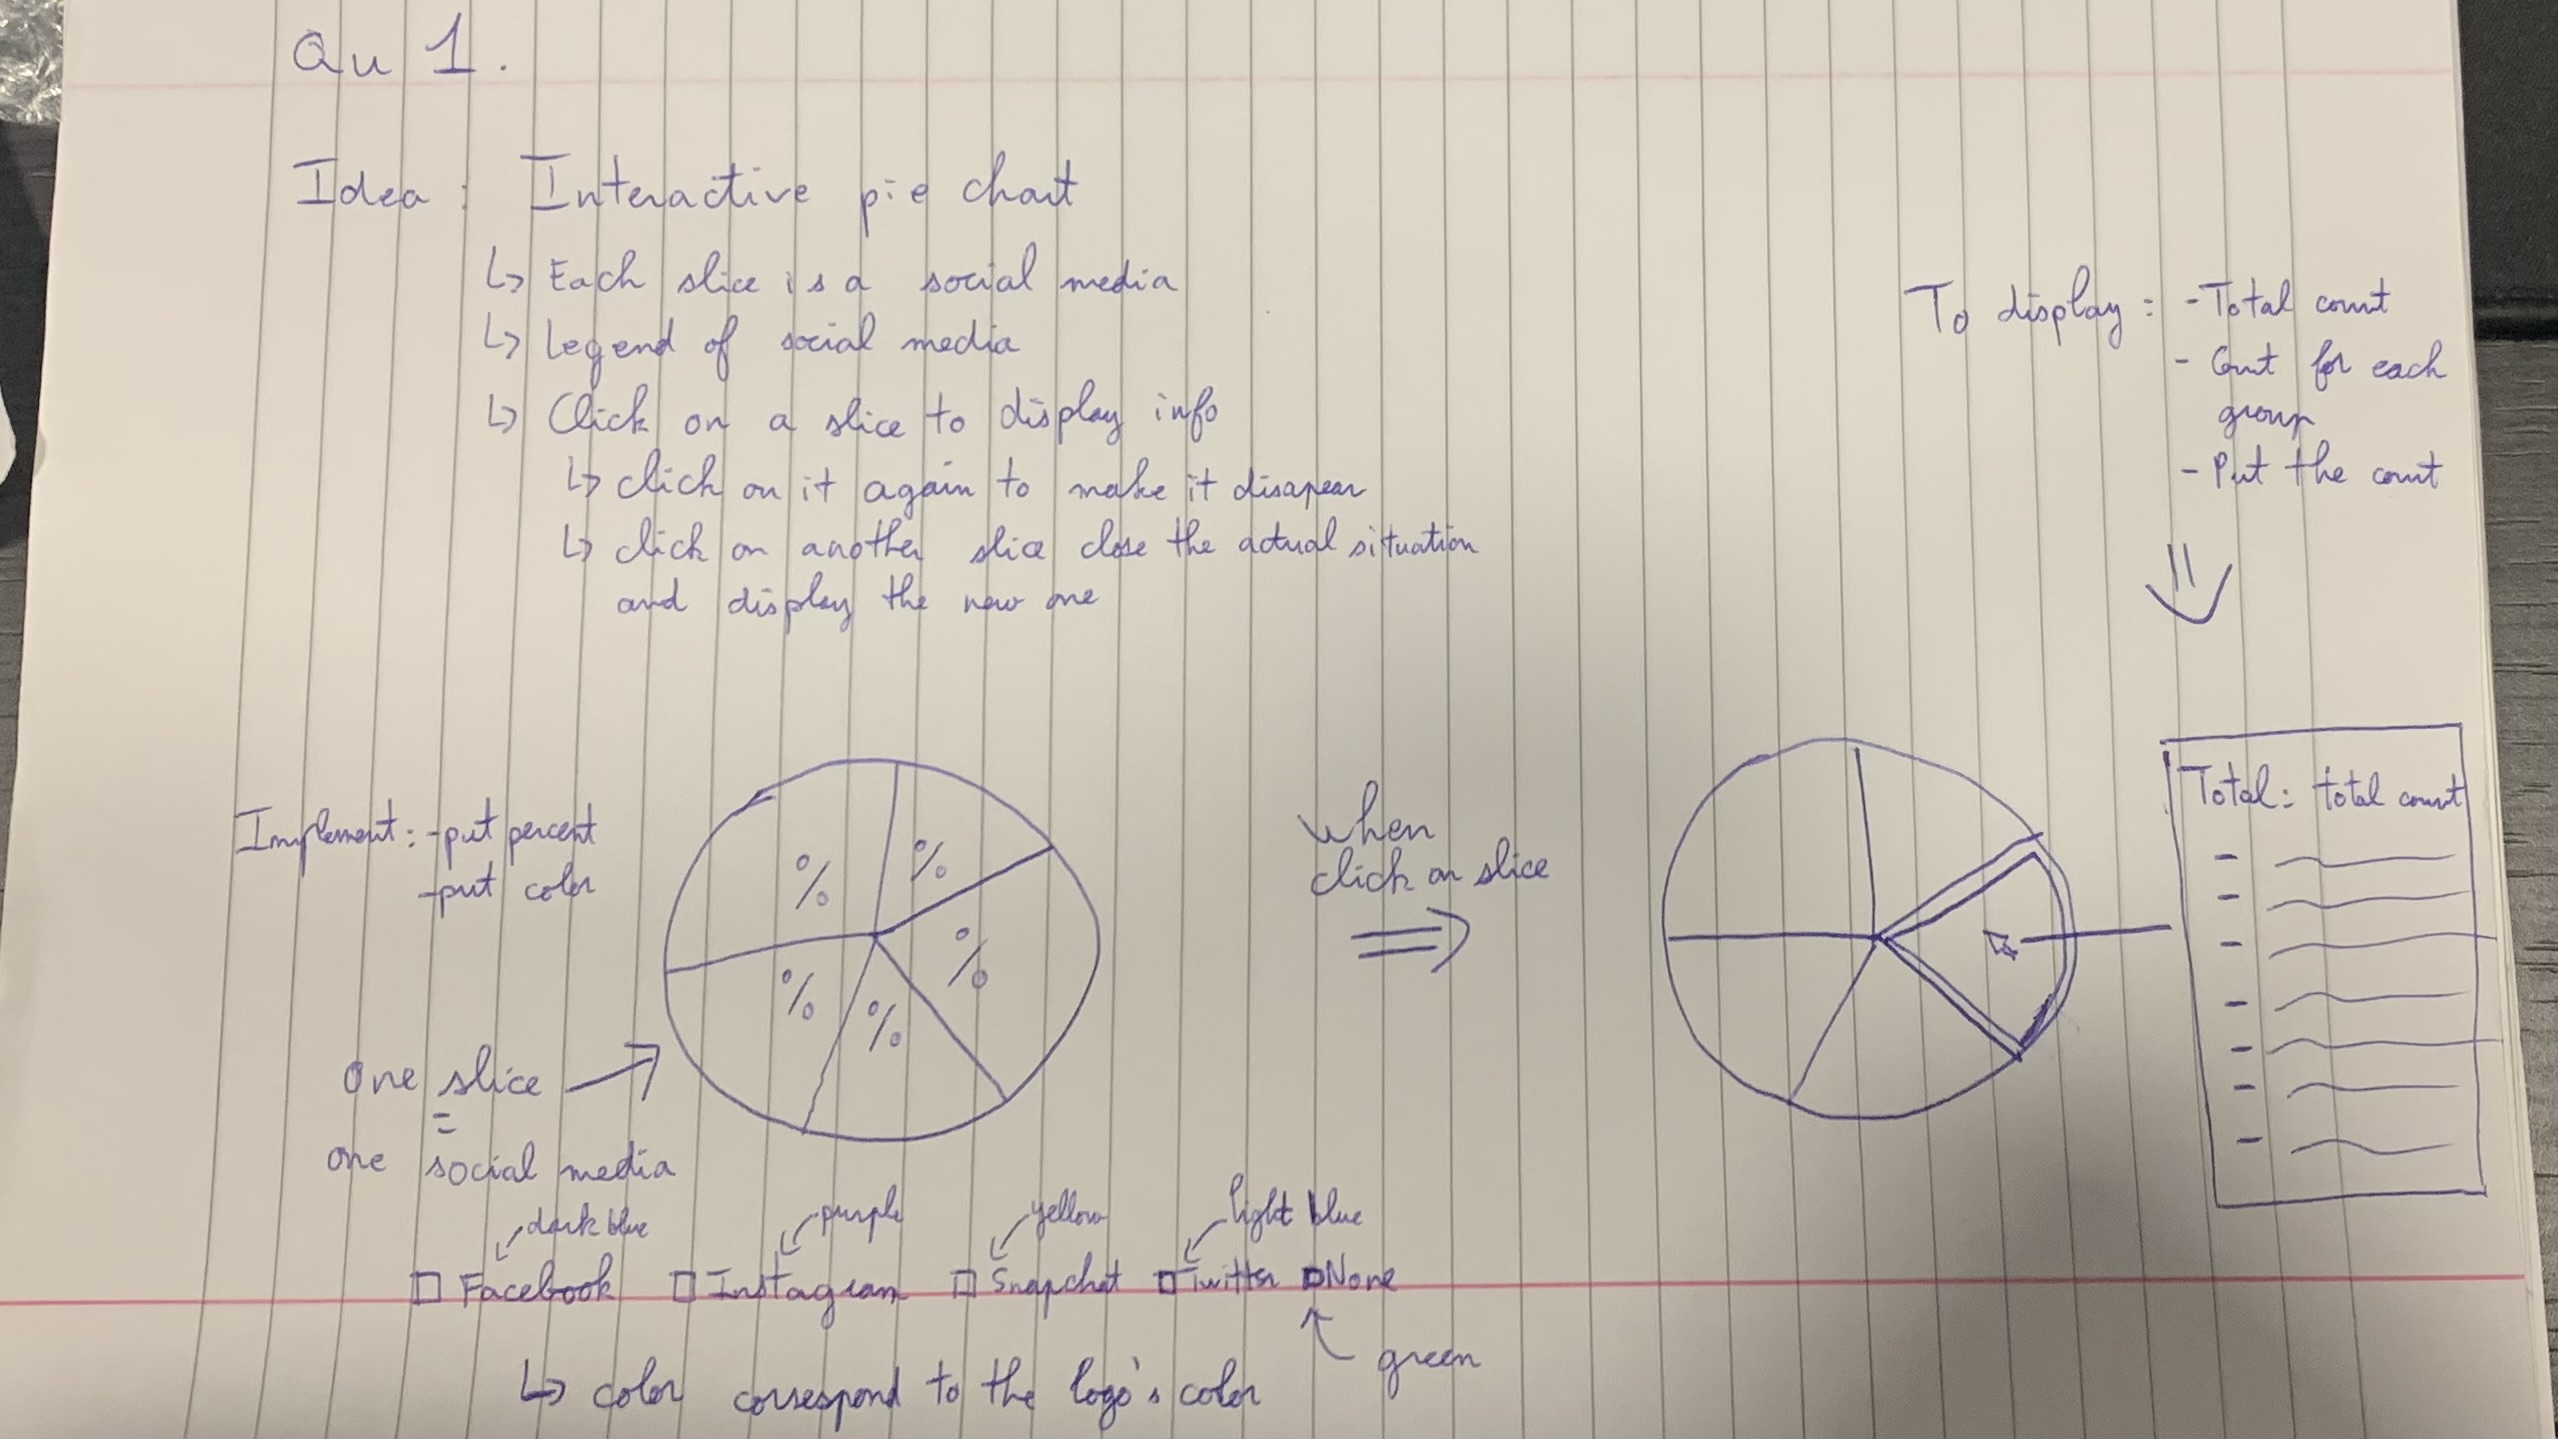 Qu 1.
Idea : Interactive pie chart
↳ Each slice is a social media
↳ legend of social media
↳ Click on a slice to display info
↳ click on it again to make it disapear
↳ click on another slice close the actual situation
and display the new one
To display : - Total count
- Count for each
group
- Put the count
Implement : - put percent
- put color
% %
% % %
one slice
=
one social media
when
click on slice
Total : total count
dark blue purple yellow light blue
Facebook Instagram Snapchat Twitter None
green
↳ color correspond to the logo's color